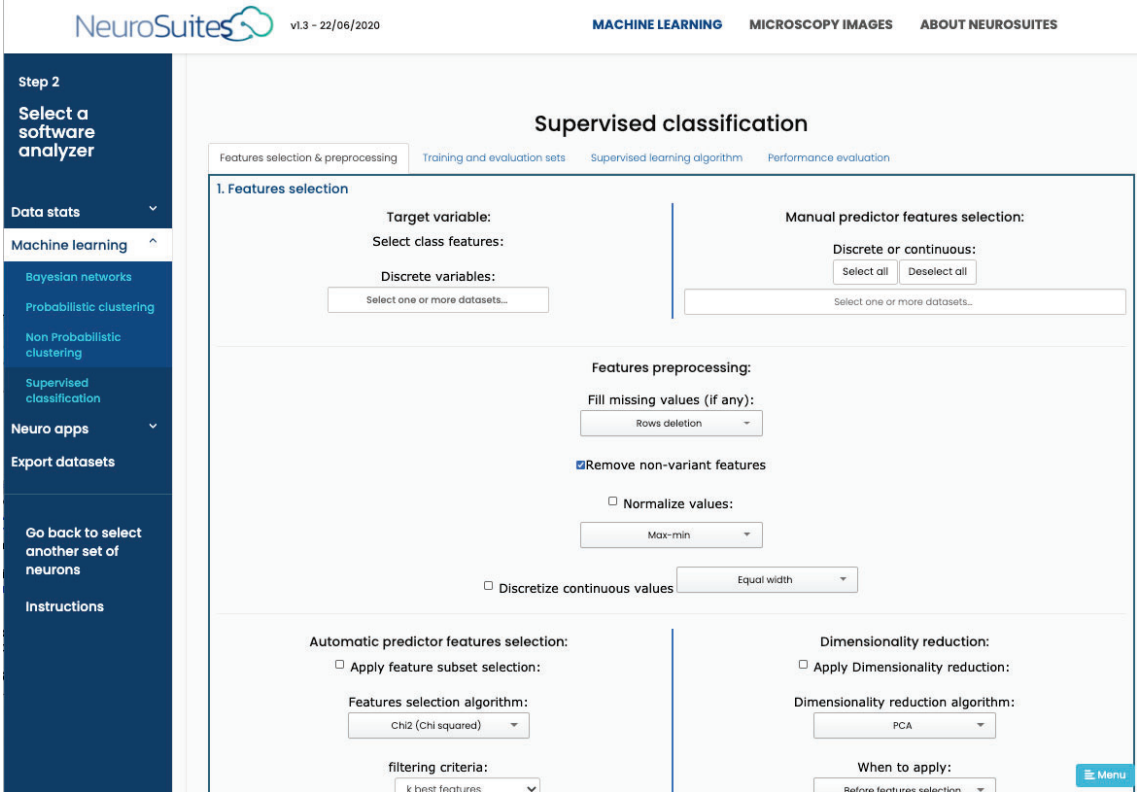 NeuroSuites
v1.3 - 22/06/2020
MACHINE LEARNING
MICROSCOPY IMAGES
ABOUT NEUROSUITES
Step 2
Select a
software
analyzer
Data stats
Machine learning
Bayesian networks
Probabilistic clustering
Non Probabilistic
clustering
Supervised
classification
Neuro apps
Export datasets
Go back to select
another set of
neurons
Instructions
Supervised classification
Features selection & preprocessing
Training and evaluation sets
Supervised learning algorithm
Performance evaluation
1. Features selection
Target variable:
Select class features:
Discrete variables:
Select one or more datasets...
Manual predictor features selection:
Discrete or continuous:
Select all
Deselect all
Select one or more datasets...
Features preprocessing:
Fill missing values (if any):
Rows deletion
Remove non-variant features
Normalize values:
Max-min
Discretize continuous values
Equal width
Automatic predictor features selection:
Apply feature subset selection:
Features selection algorithm:
Chi2 (Chi squared)
filtering criteria:
k best features
Dimensionality reduction:
Apply Dimensionality reduction:
Dimensionality reduction algorithm:
PCA
When to apply:
Before features selection
Menu